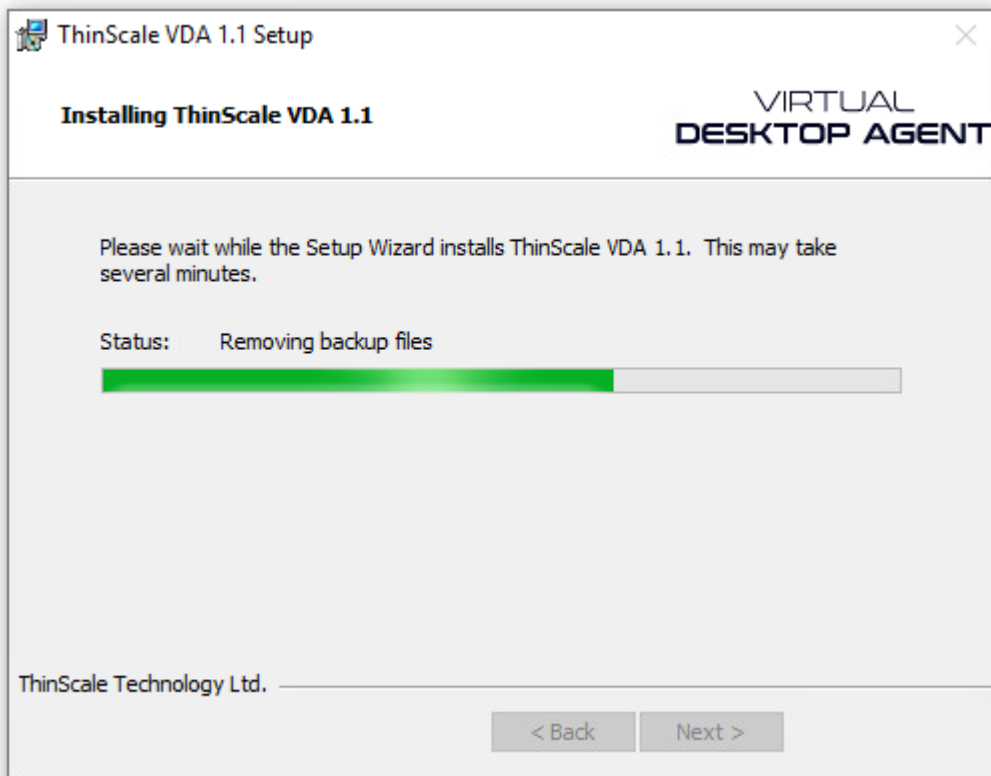 ThinScale VDA 1.1 Setup
Installing ThinScale VDA 1.1
VIRTUAL
DESKTOP AGENT
Please wait while the Setup Wizard installs ThinScale VDA 1.1. This may take
several minutes.
Status: Removing backup files
ThinScale Technology Ltd.
< Back Next >